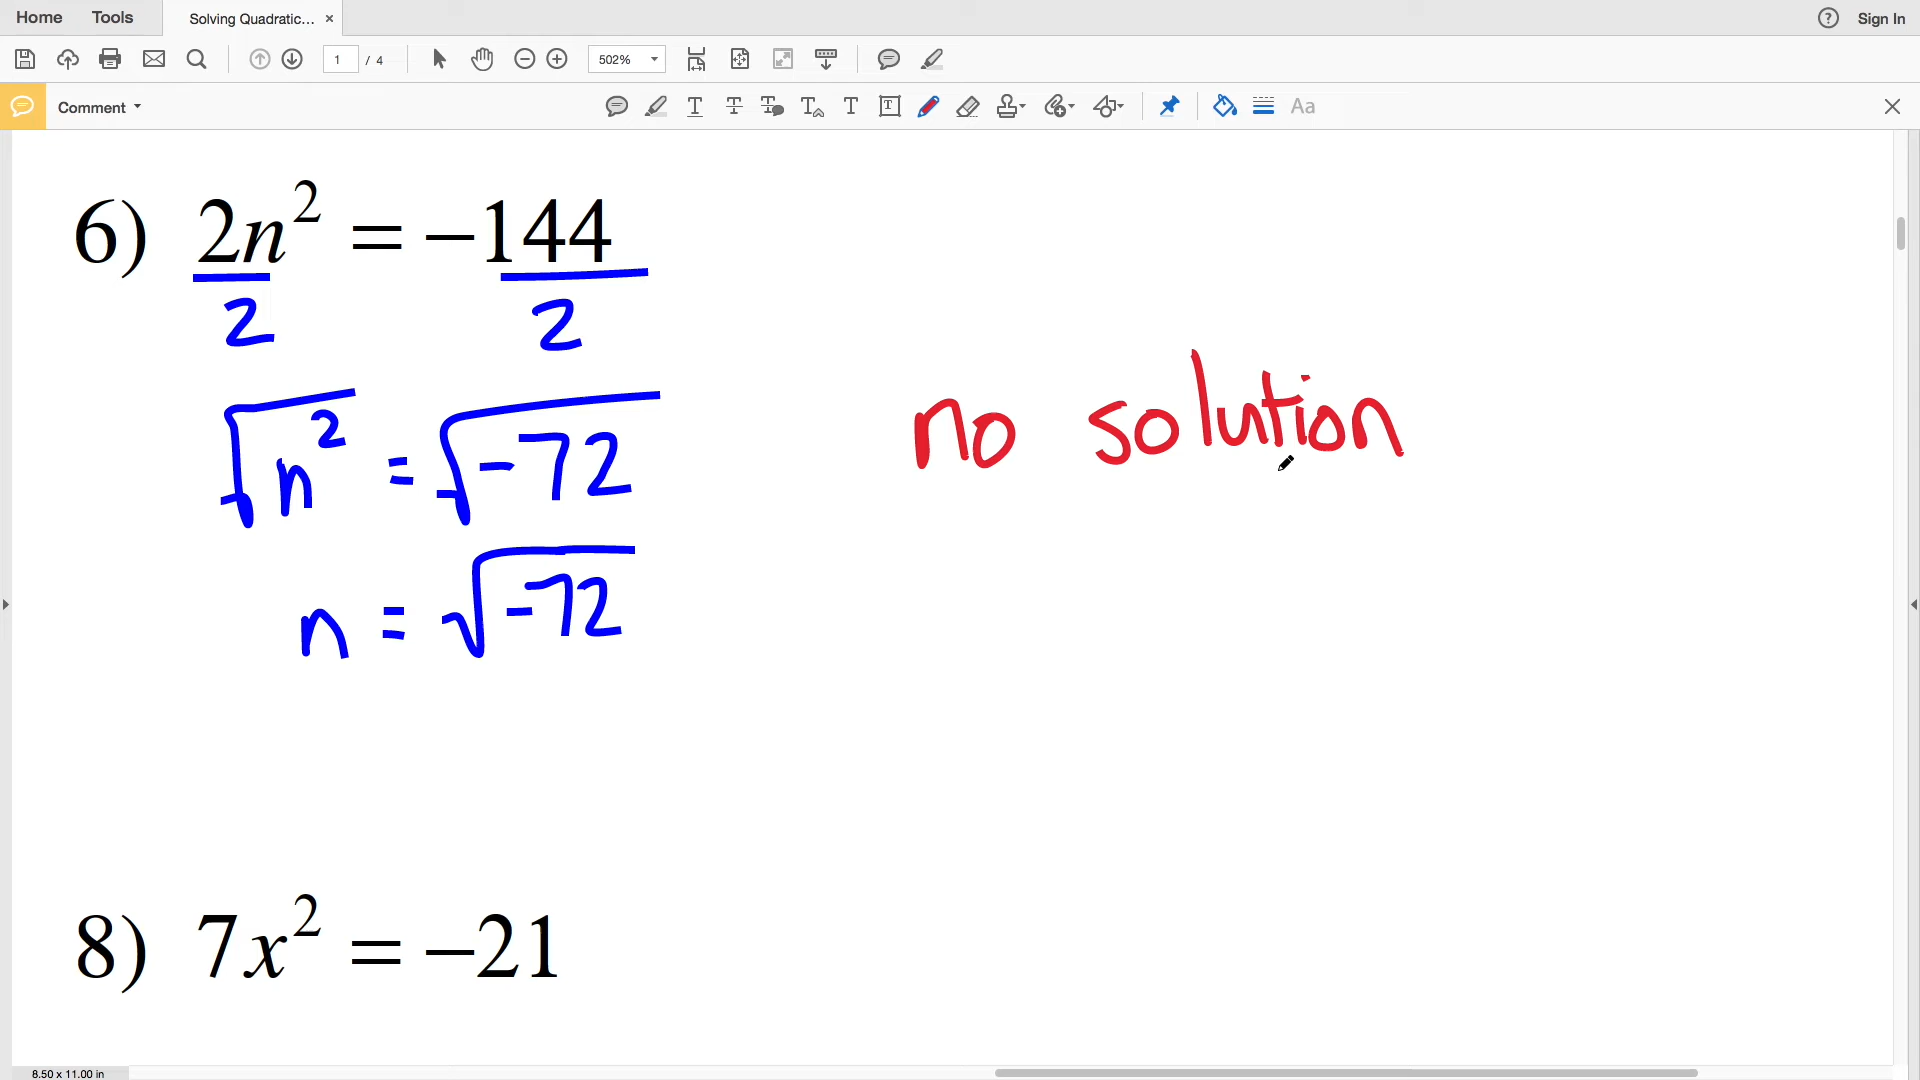 Home Tools Solving Quadratic... × ? Sign In
1 / 4 502%
Comment T T T T T T Aa
6) 2n² = −144
2 2
√n² = √-72
no solution
n = √-72
8) 7x² = −21
8.50 x 11.00 in